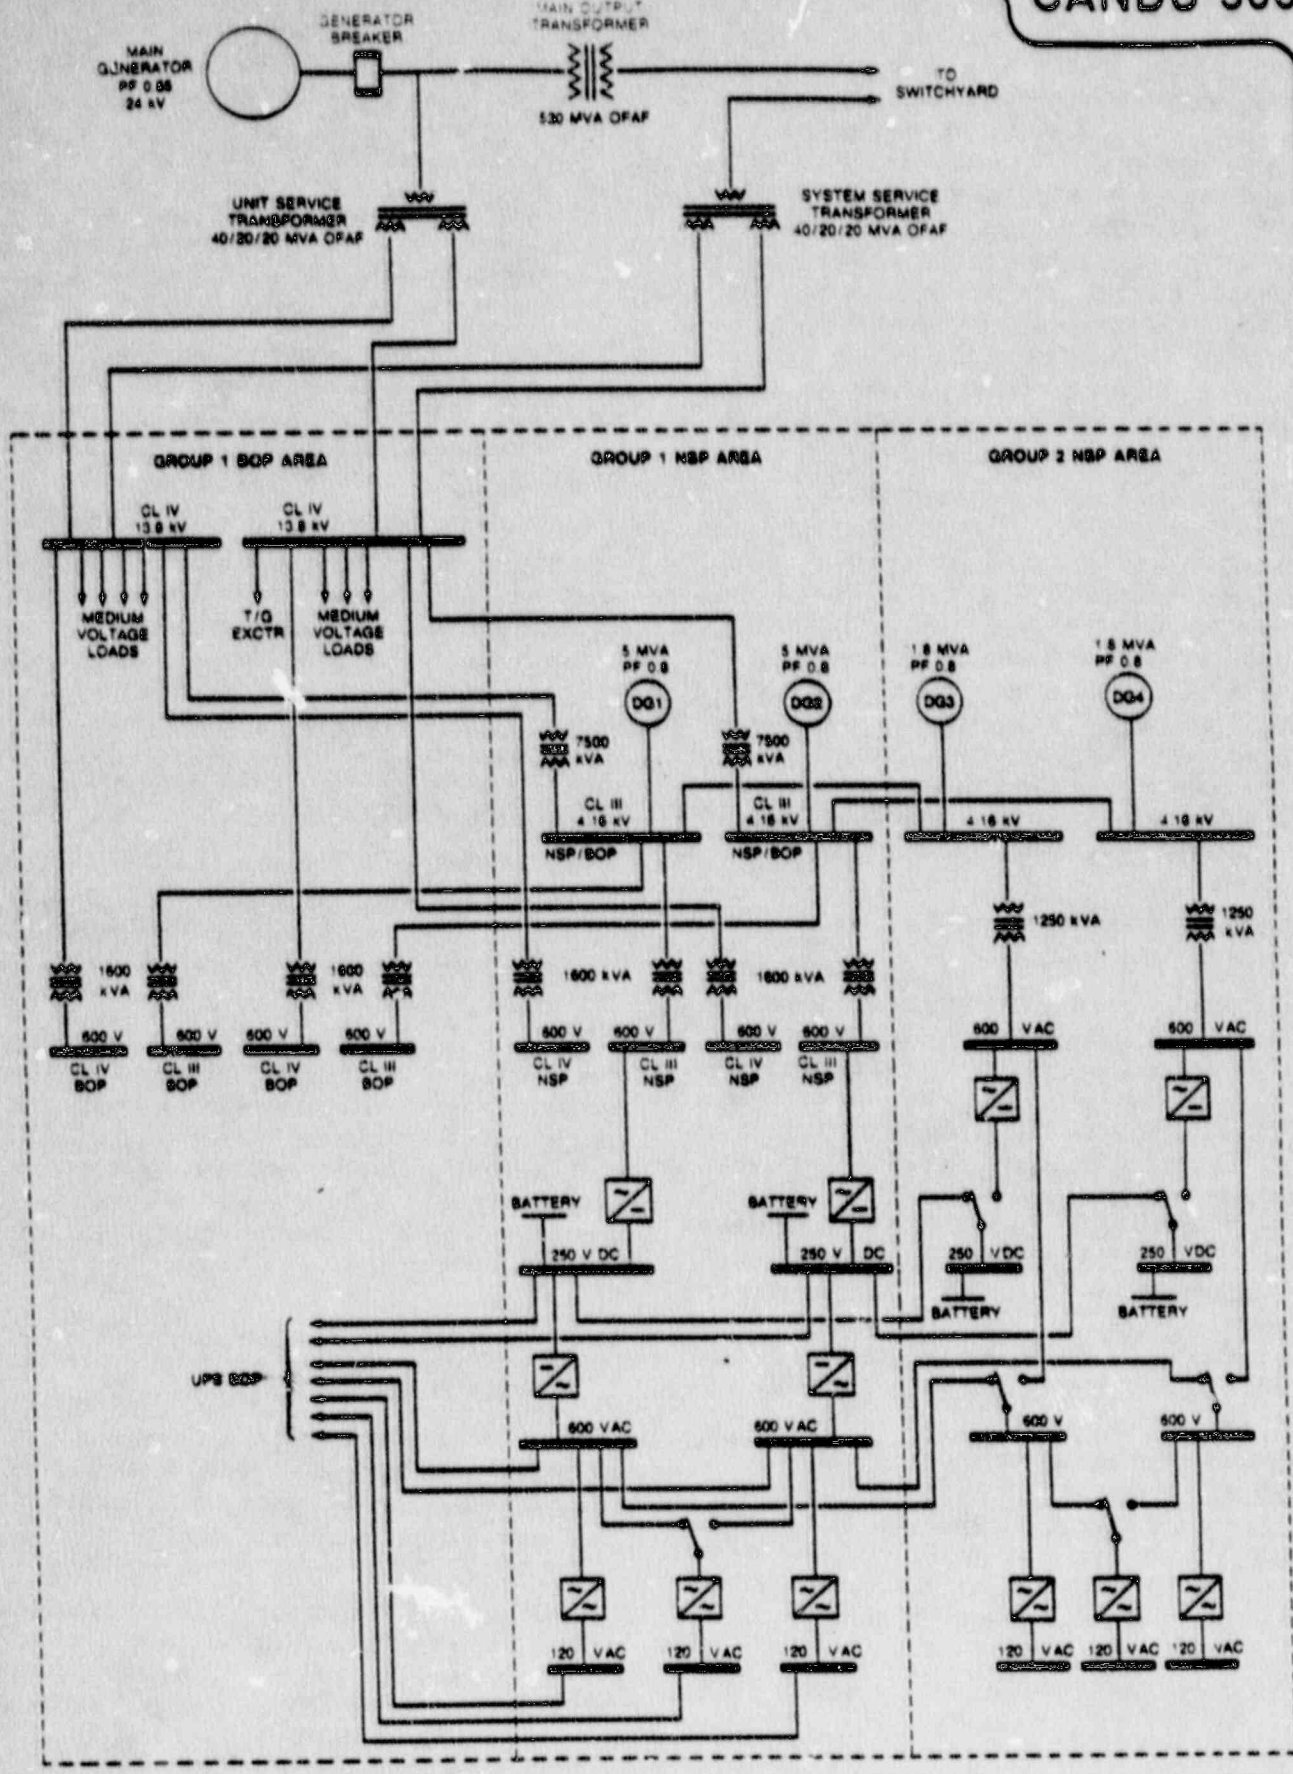 GENERATOR
BREAKER
MAIN OUTPUT
TRANSFORMER
MAIN
GENERATOR
24 kV
530 MVA OFAF
TO
SWITCHYARD
UNIT SERVICE
TRANSFORMER
40/20/20 MVA OFAF
SYSTEM SERVICE
TRANSFORMER
40/20/20 MVA OFAF
GROUP 1 BOP AREA
GROUP 1 NSP AREA
GROUP 2 NSP AREA
CL IV
13.8 kV
CL IV
13.8 kV
MEDIUM
VOLTAGE
LOADS
T/G
EXCTR
MEDIUM
VOLTAGE
LOADS
5 MVA
PF 0.8
DG1
5 MVA
PF 0.8
DG2
1.8 MVA
PF 0.8
DG3
PF 0.8
DG4
7500
kVA
7500
kVA
CL III
4.16 kV
CL III
4.16 kV
4.16 kV
4.16 kV
NSP/BOP
NSP/BOP
1250 kVA
1250
kVA
1600
kVA
1600
kVA
1600 kVA
1600 kVA
600 V
600 V
600 V
600 V
600 V
600 V
600 V
600 V
600 VAC
600 VAC
CL IV
BOP
CL III
BOP
CL IV
BOP
CL III
BOP
CL IV
NSP
CL III
NSP
CL IV
NSP
CL III
NSP
BATTERY
BATTERY
250 V DC
250 V DC
250 VDC
250 VDC
BATTERY
BATTERY
UPS BOP
600 VAC
600 VAC
600 V
600 V
120 VAC
120 VAC
120 VAC
120 VAC
120 VAC
120 VAC